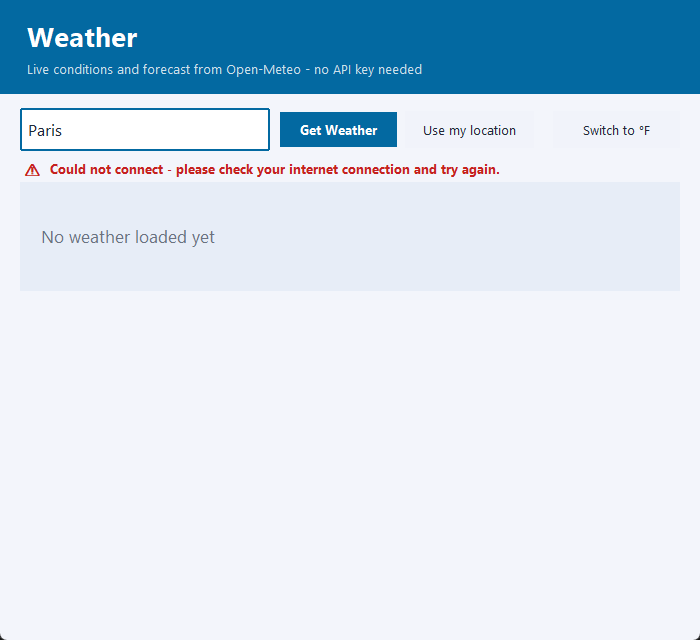 Weather
Live conditions and forecast from Open-Meteo - no API key needed
Paris
Get Weather
Use my location
Switch to °F
⚠ Could not connect - please check your internet connection and try again.
No weather loaded yet